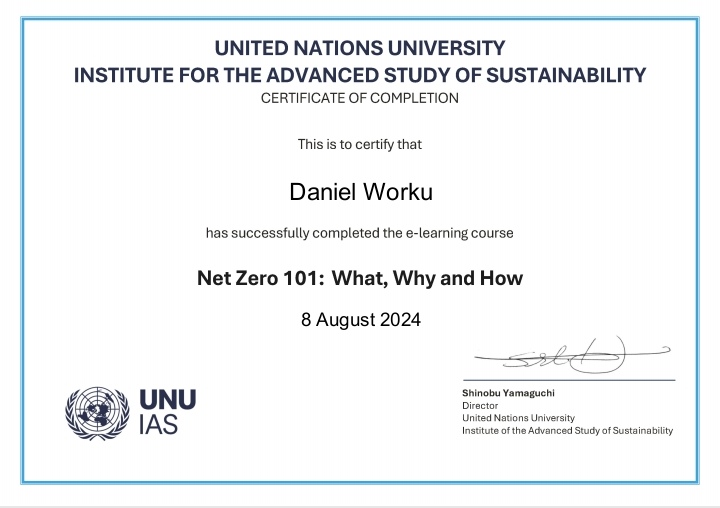 UNITED NATIONS UNIVERSITY
INSTITUTE FOR THE ADVANCED STUDY OF SUSTAINABILITY
CERTIFICATE OF COMPLETION
This is to certify that
Daniel Worku
has successfully completed the e-learning course
Net Zero 101: What, Why and How
8 August 2024
Shinobu Yamaguchi
Director
United Nations University
Institute of the Advanced Study of Sustainability
UNU
IAS